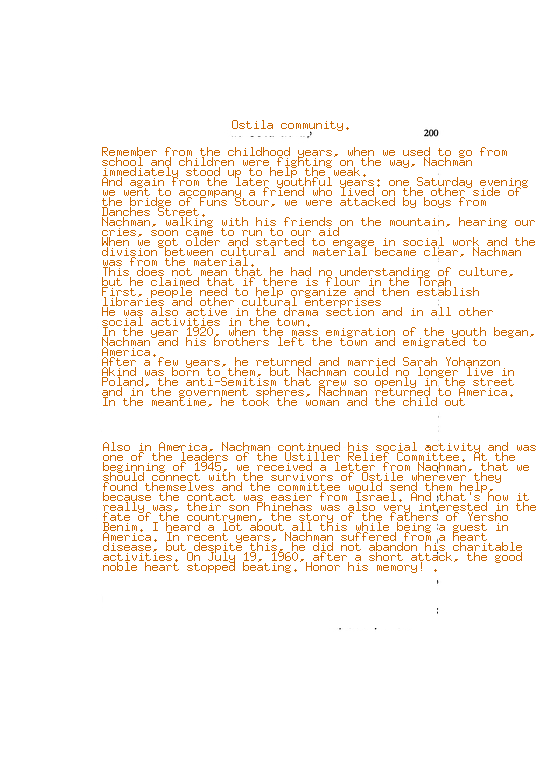 Ostila community.
200
Remember from the childhood years, when we used to go from
school and children were fighting on the way, Nachman
immediately stood up to help the weak.
And again from the later youthful years: one Saturday evening
we went to accompany a friend who lived on the other side of
the bridge of Funs Stour, we were attacked by boys from
Danches Street.
Nachman, walking with his friends on the mountain, hearing our
cries, soon came to run to our aid
When we got older and started to engage in social work and the
division between cultural and material became clear, Nachman
was from the material.
This does not mean that he had no understanding of culture,
but he claimed that if there is flour in the Torah
First, people need to help organize and then establish
libraries and other cultural enterprises
He was also active in the drama section and in all other
social activities in the town.
In the year 1920, when the mass emigration of the youth began,
Nachman and his brothers left the town and emigrated to
America.
After a few years, he returned and married Sarah Yohanzon
Akind was born to them, but Nachman could no longer live in
Poland, the anti-Semitism that grew so openly in the street
and in the government spheres, Nachman returned to America.
In the meantime, he took the woman and the child out
Also in America, Nachman continued his social activity and was
one of the leaders of the Ustiller Relief Committee. At the
beginning of 1945, we received a letter from Naqhman, that we
should connect with the survivors of Ostile wherever they
found themselves and the committee would send them help,
because the contact was easier from Israel. And that's how it
really was, their son Phinehas was also very interested in the
fate of the countrymen, the story of the fathers of Yersho
Benim. I heard a lot about all this while being a guest in
America. In recent years, Nachman suffered from a heart
disease, but despite this, he did not abandon his charitable
activities. On July 19, 1960, after a short attack, the good
noble heart stopped beating. Honor his memory! .